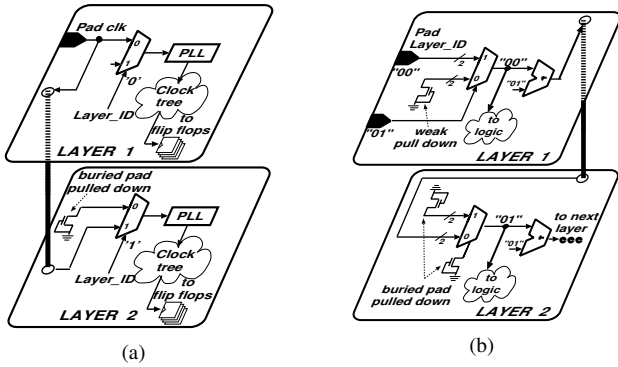 Pad clk
0
1
PLL
'0'
Layer_ID
Clock
tree
to
flip flops
LAYER 1
buried pad
pulled down
0
1
PLL
'1'
Layer_ID
Clock
tree
to
flip flops
LAYER 2
(a)
Pad
Layer_ID
"00"
2
2
1
0
"00"
"01"
+
"01"
weak
pull down
to
logic
LAYER 1
2
2
1
0
"01"
"01"
+
to next
layer
buried pad
pulled down
to
logic
LAYER 2
(b)